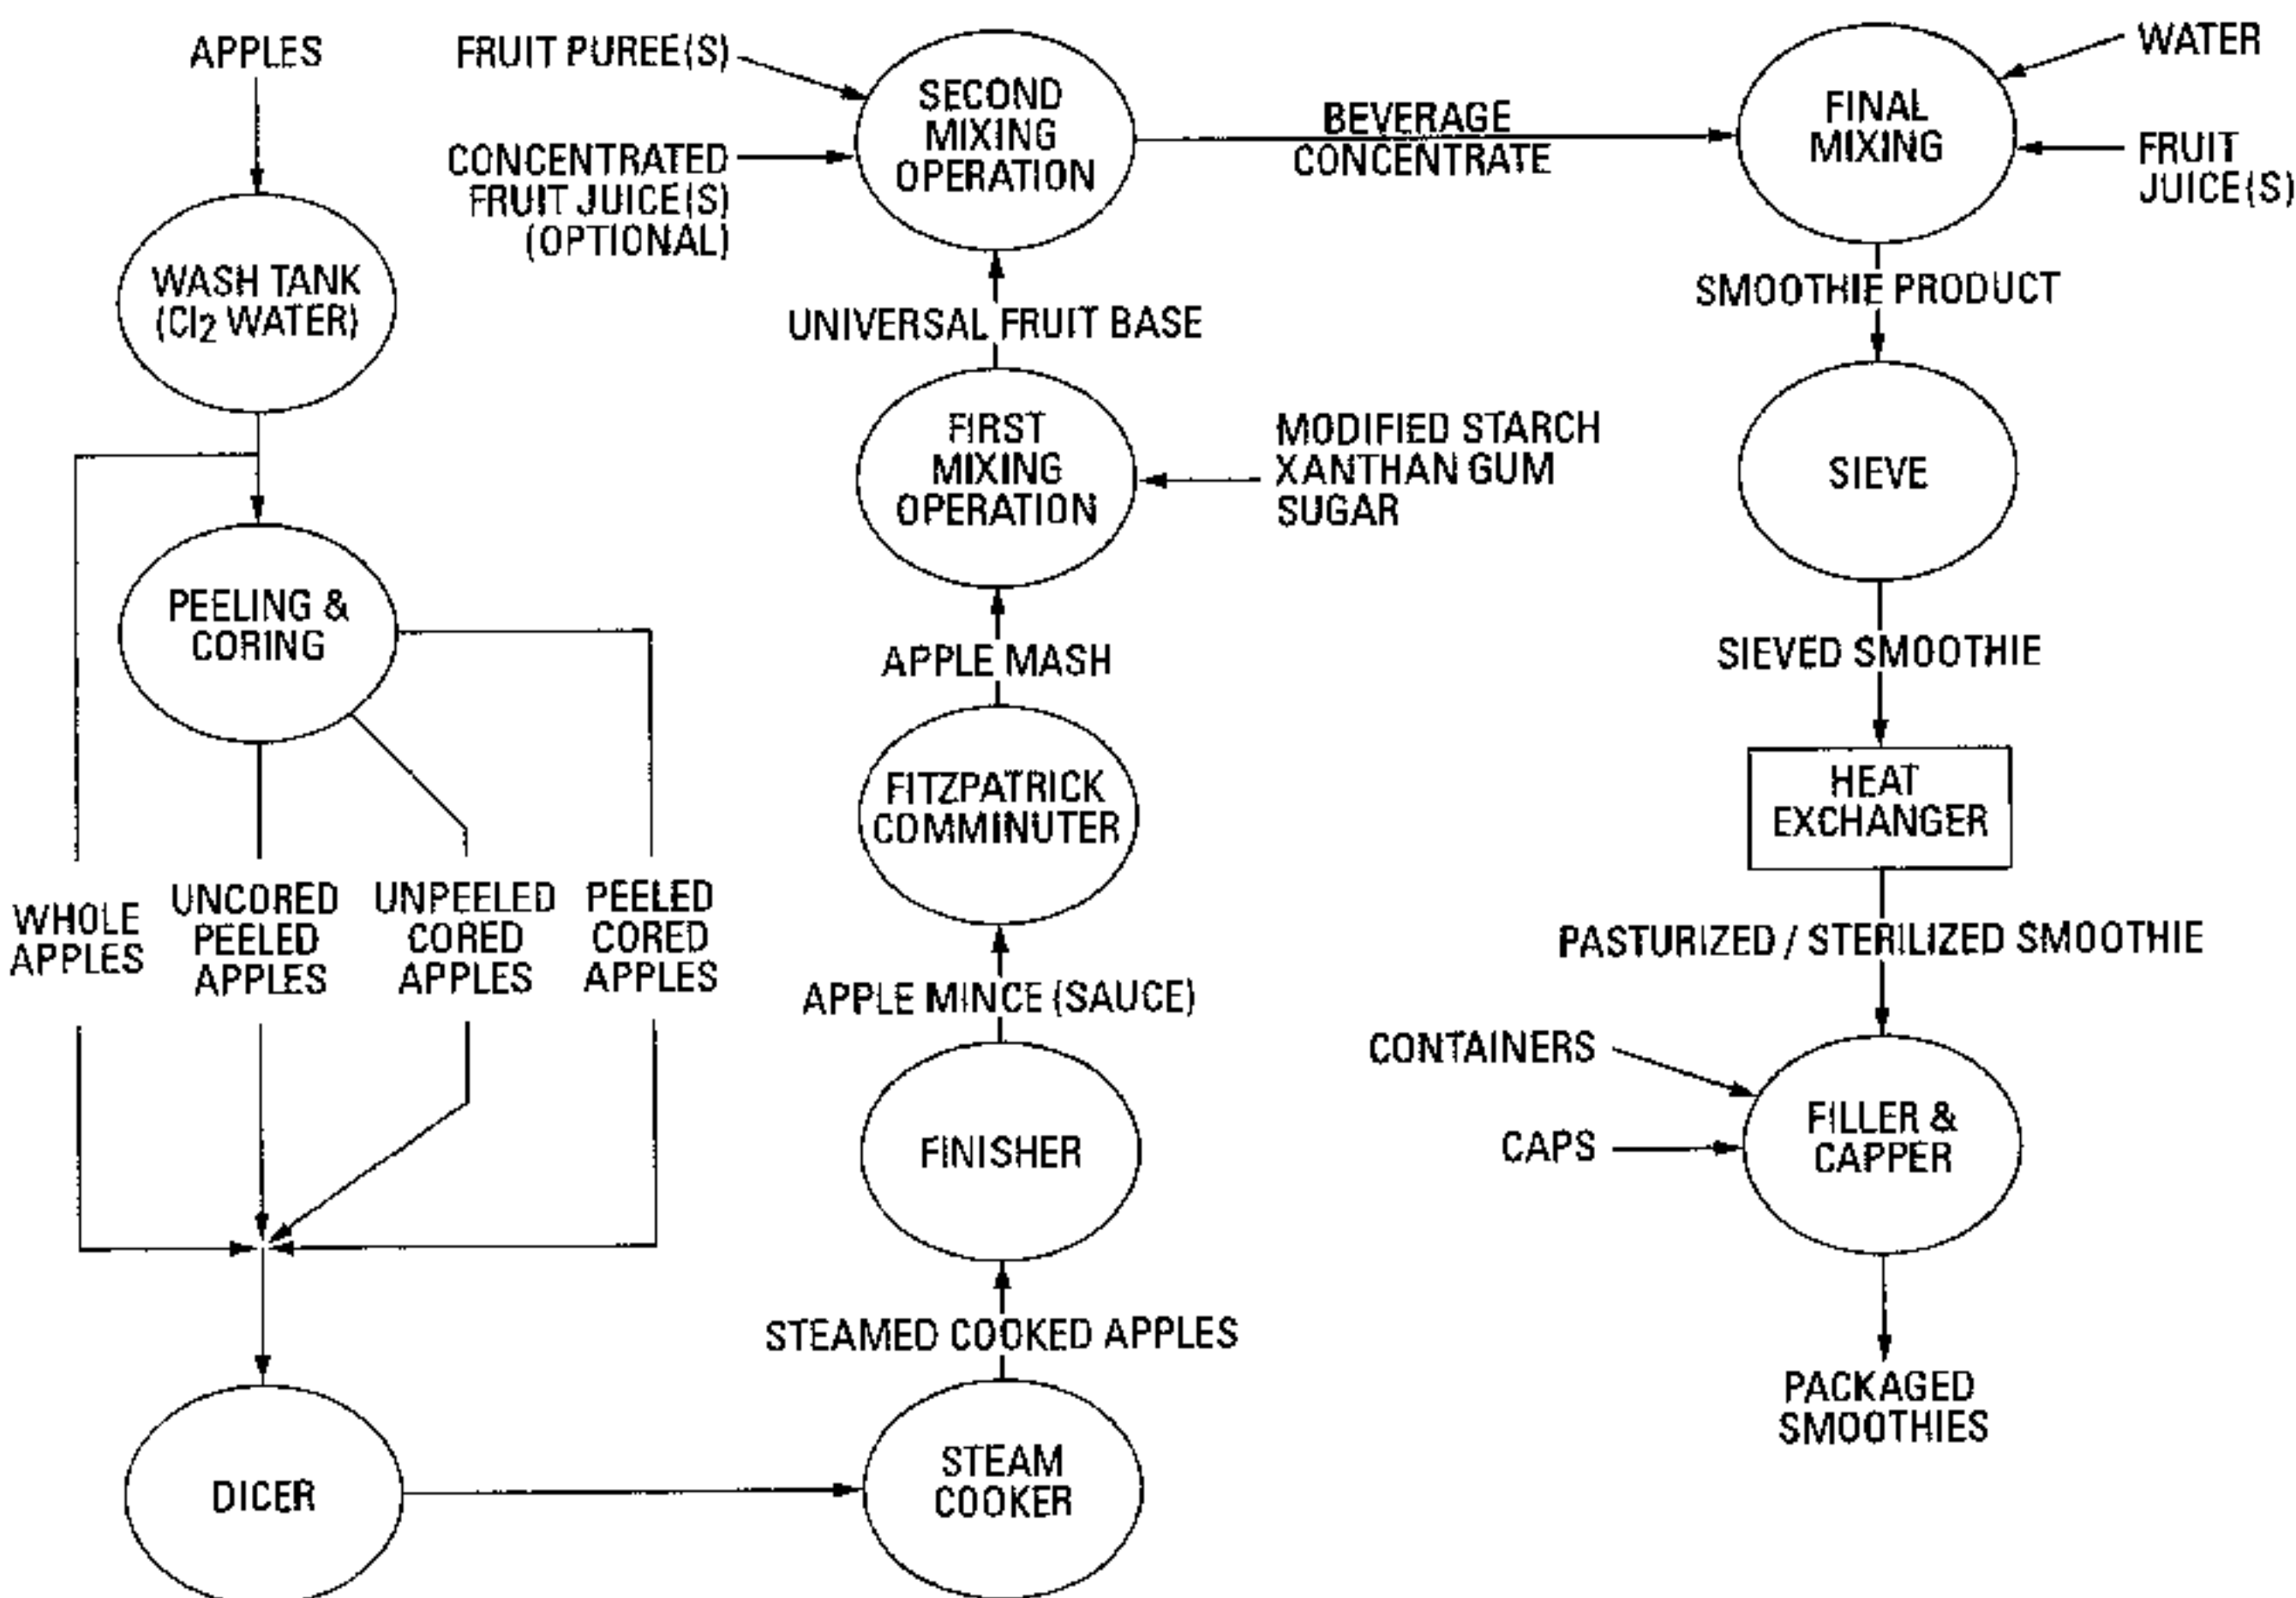 APPLES
WASH TANK
(Cl2 WATER)
PEELING &
CORING
WHOLE
APPLES
UNCORED
PEELED
APPLES
UNPEELED
CORED
APPLES
PEELED
CORED
APPLES
DICER
STEAM
COOKER
STEAMED COOKED APPLES
FINISHER
APPLE MINCE (SAUCE)
FITZPATRICK
COMMINUTER
APPLE MASH
FIRST
MIXING
OPERATION
MODIFIED STARCH
XANTHAN GUM
SUGAR
UNIVERSAL FRUIT BASE
FRUIT PUREE(S)
CONCENTRATED
FRUIT JUICE(S)
(OPTIONAL)
SECOND
MIXING
OPERATION
BEVERAGE
CONCENTRATE
FINAL
MIXING
WATER
FRUIT
JUICE(S)
SMOOTHIE PRODUCT
SIEVE
SIEVED SMOOTHIE
HEAT
EXCHANGER
PASTURIZED / STERILIZED SMOOTHIE
CONTAINERS
CAPS
FILLER &
CAPPER
PACKAGED
SMOOTHIES